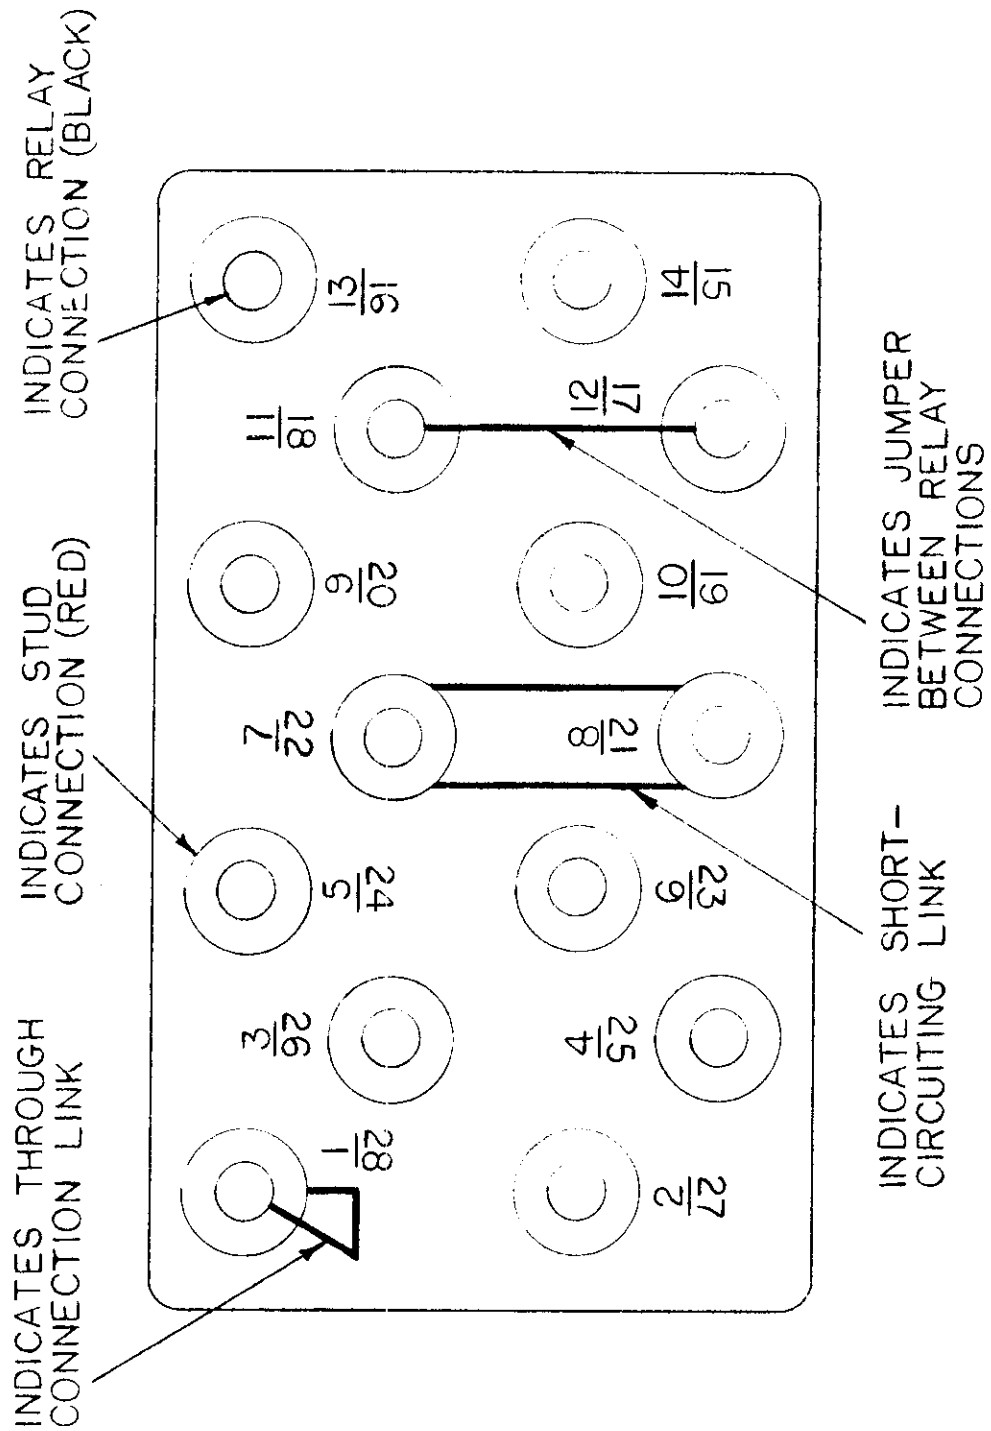 INDICATES THROUGH
CONNECTION LINK
INDICATES STUD
CONNECTION (RED)
INDICATES RELAY
CONNECTION (BLACK)
3
26
7
22
11
18
1
28
5
24
9
20
13
16
4
25
8
21
12
17
2
27
6
23
10
19
14
15
INDICATES SHORT-
CIRCUITING LINK
INDICATES JUMPER
BETWEEN RELAY
CONNECTIONS